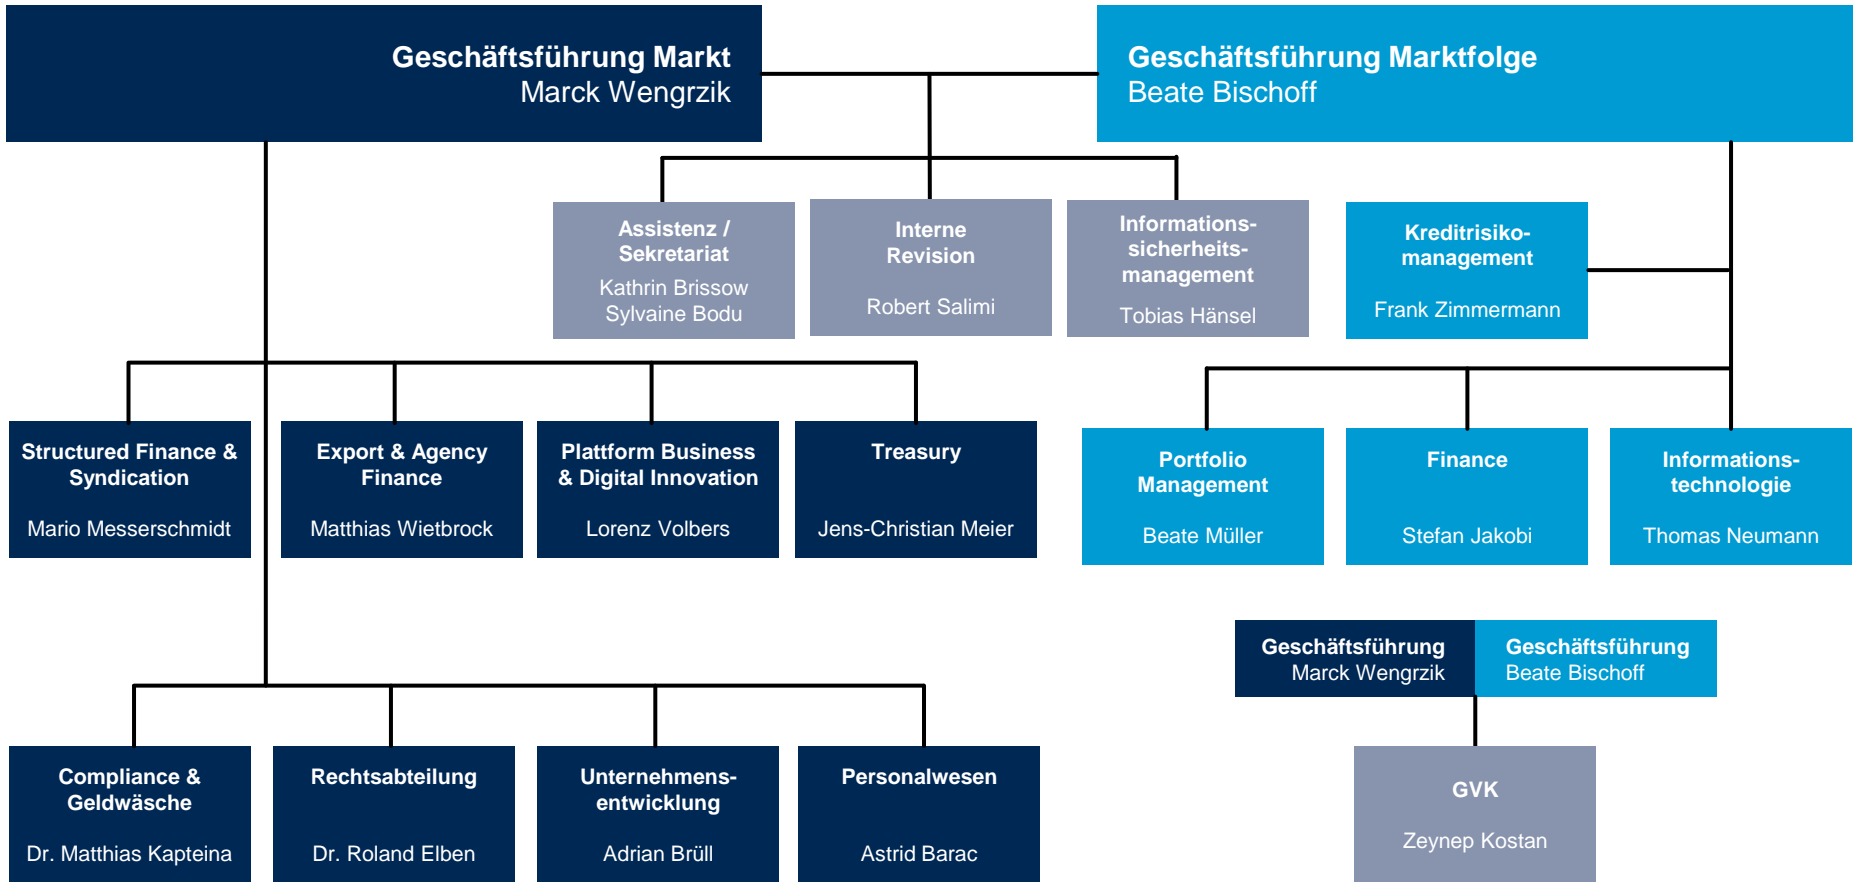 Geschäftsführung Markt
Marck Wengrzik
Geschäftsführung Marktfolge
Beate Bischoff
Assistenz /
Sekretariat
Kathrin Brissow
Sylvaine Bodu
Interne
Revision
Robert Salimi
Informations-
sicherheits-
management
Tobias Hänsel
Kreditrisiko-
management
Frank Zimmermann
Structured Finance &
Syndication
Mario Messerschmidt
Export & Agency
Finance
Matthias Wietbrock
Plattform Business
& Digital Innovation
Lorenz Volbers
Treasury
Jens-Christian Meier
Portfolio
Management
Beate Müller
Finance
Stefan Jakobi
Informations-
technologie
Thomas Neumann
Geschäftsführung
Marck Wengrzik
Geschäftsführung
Beate Bischoff
Compliance &
Geldwäsche
Dr. Matthias Kapteina
Rechtsabteilung
Dr. Roland Elben
Unternehmens-
entwicklung
Adrian Brüll
Personalwesen
Astrid Barac
GVK
Zeynep Kostan